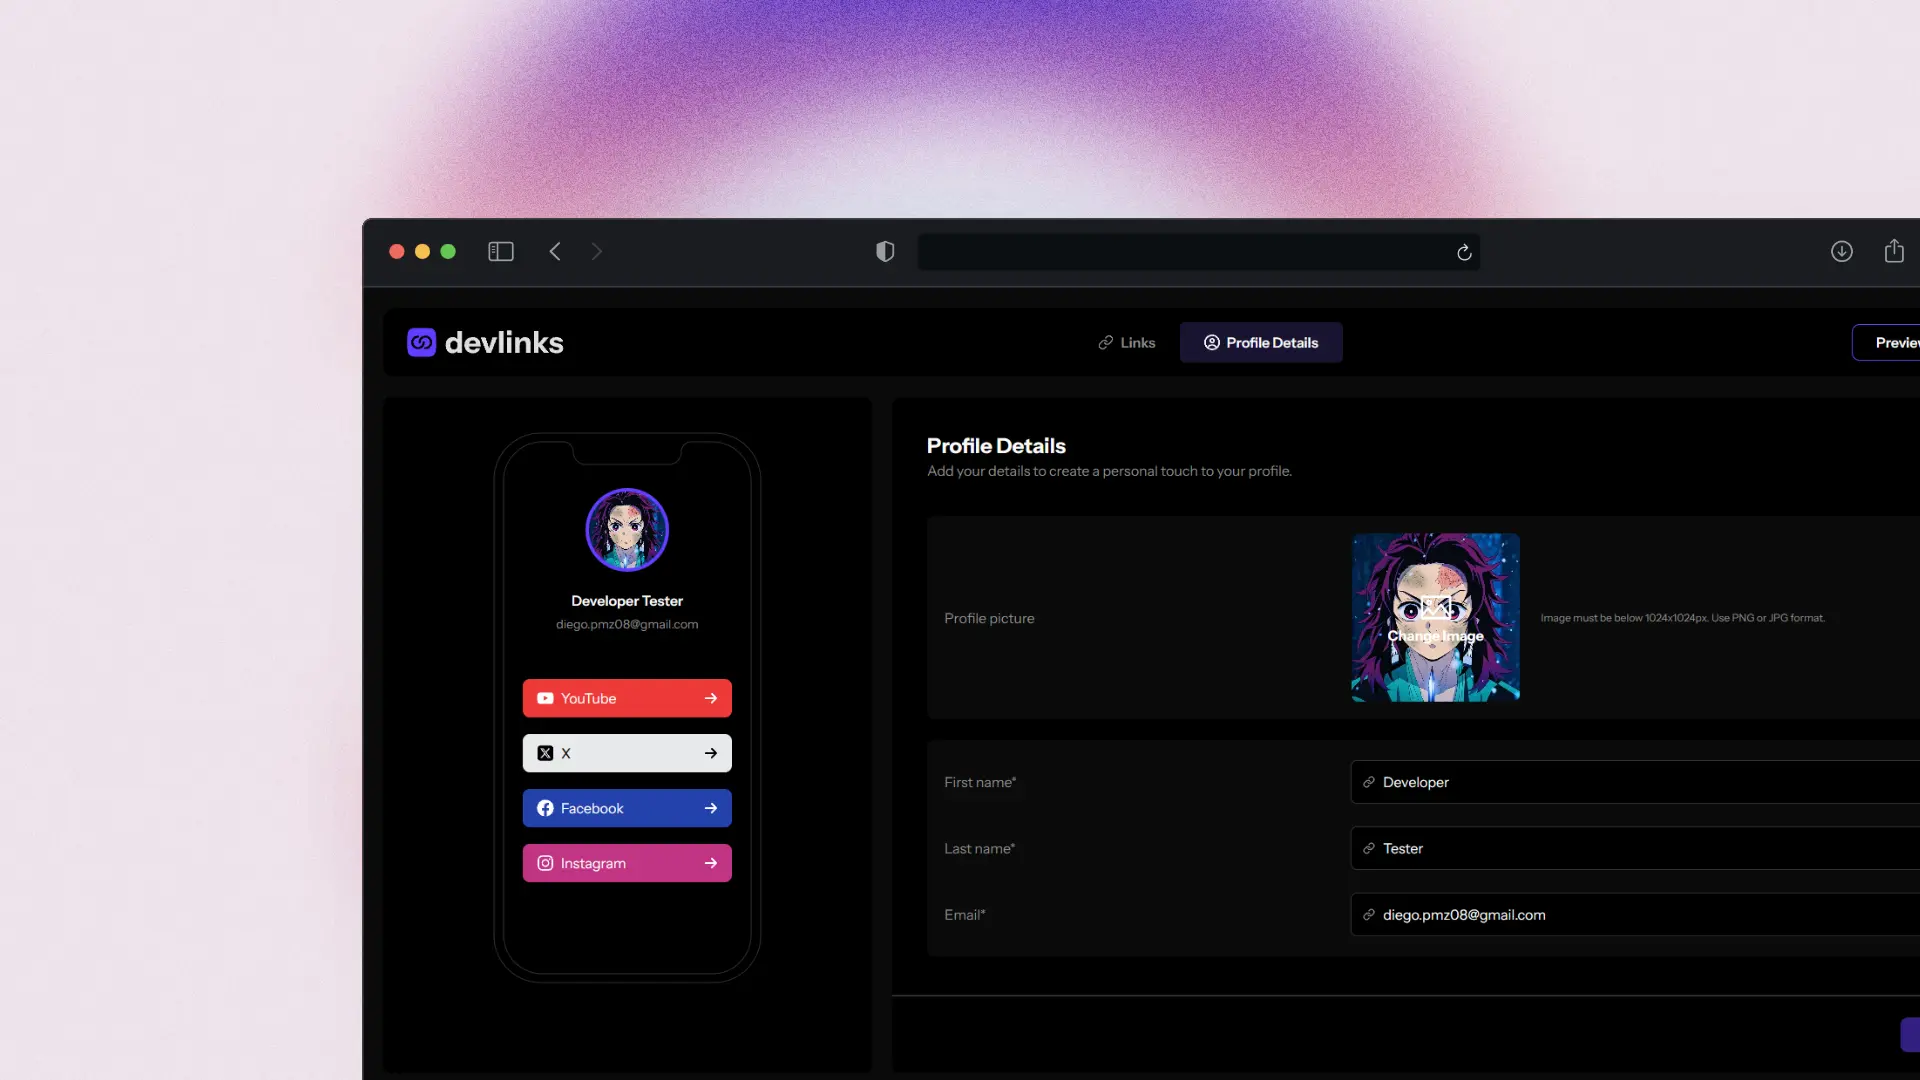 devlinks
Links
Profile Details
Preview
Developer Tester
diego.pmz08@gmail.com
YouTube
X
Facebook
Instagram
Profile Details
Add your details to create a personal touch to your profile.
Profile picture
Change Image
Image must be below 1024x1024px. Use PNG or JPG format.
First name*
Developer
Last name*
Tester
Email*
diego.pmz08@gmail.com